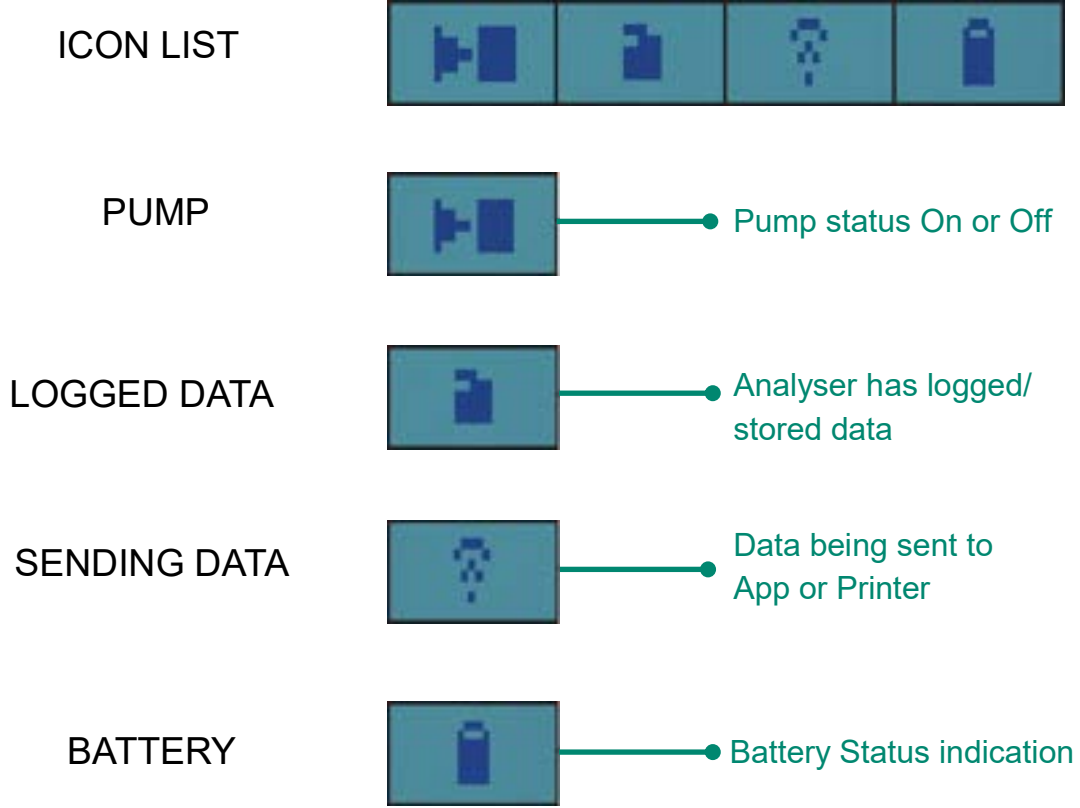 ICON LIST
PUMP
Pump status On or Off
LOGGED DATA
Analyser has logged/
stored data
SENDING DATA
Data being sent to
App or Printer
BATTERY
Battery Status indication